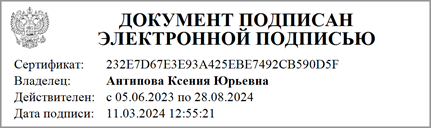 ДОКУМЕНТ ПОДПИСАН
ЭЛЕКТРОННОЙ ПОДПИСЬЮ
Сертификат: 232E7D67E3E93A425EBE7492CB590D5F
Владелец: Антипова Ксения Юрьевна
Действителен: с 05.06.2023 по 28.08.2024
Дата подписи: 11.03.2024 12:55:21